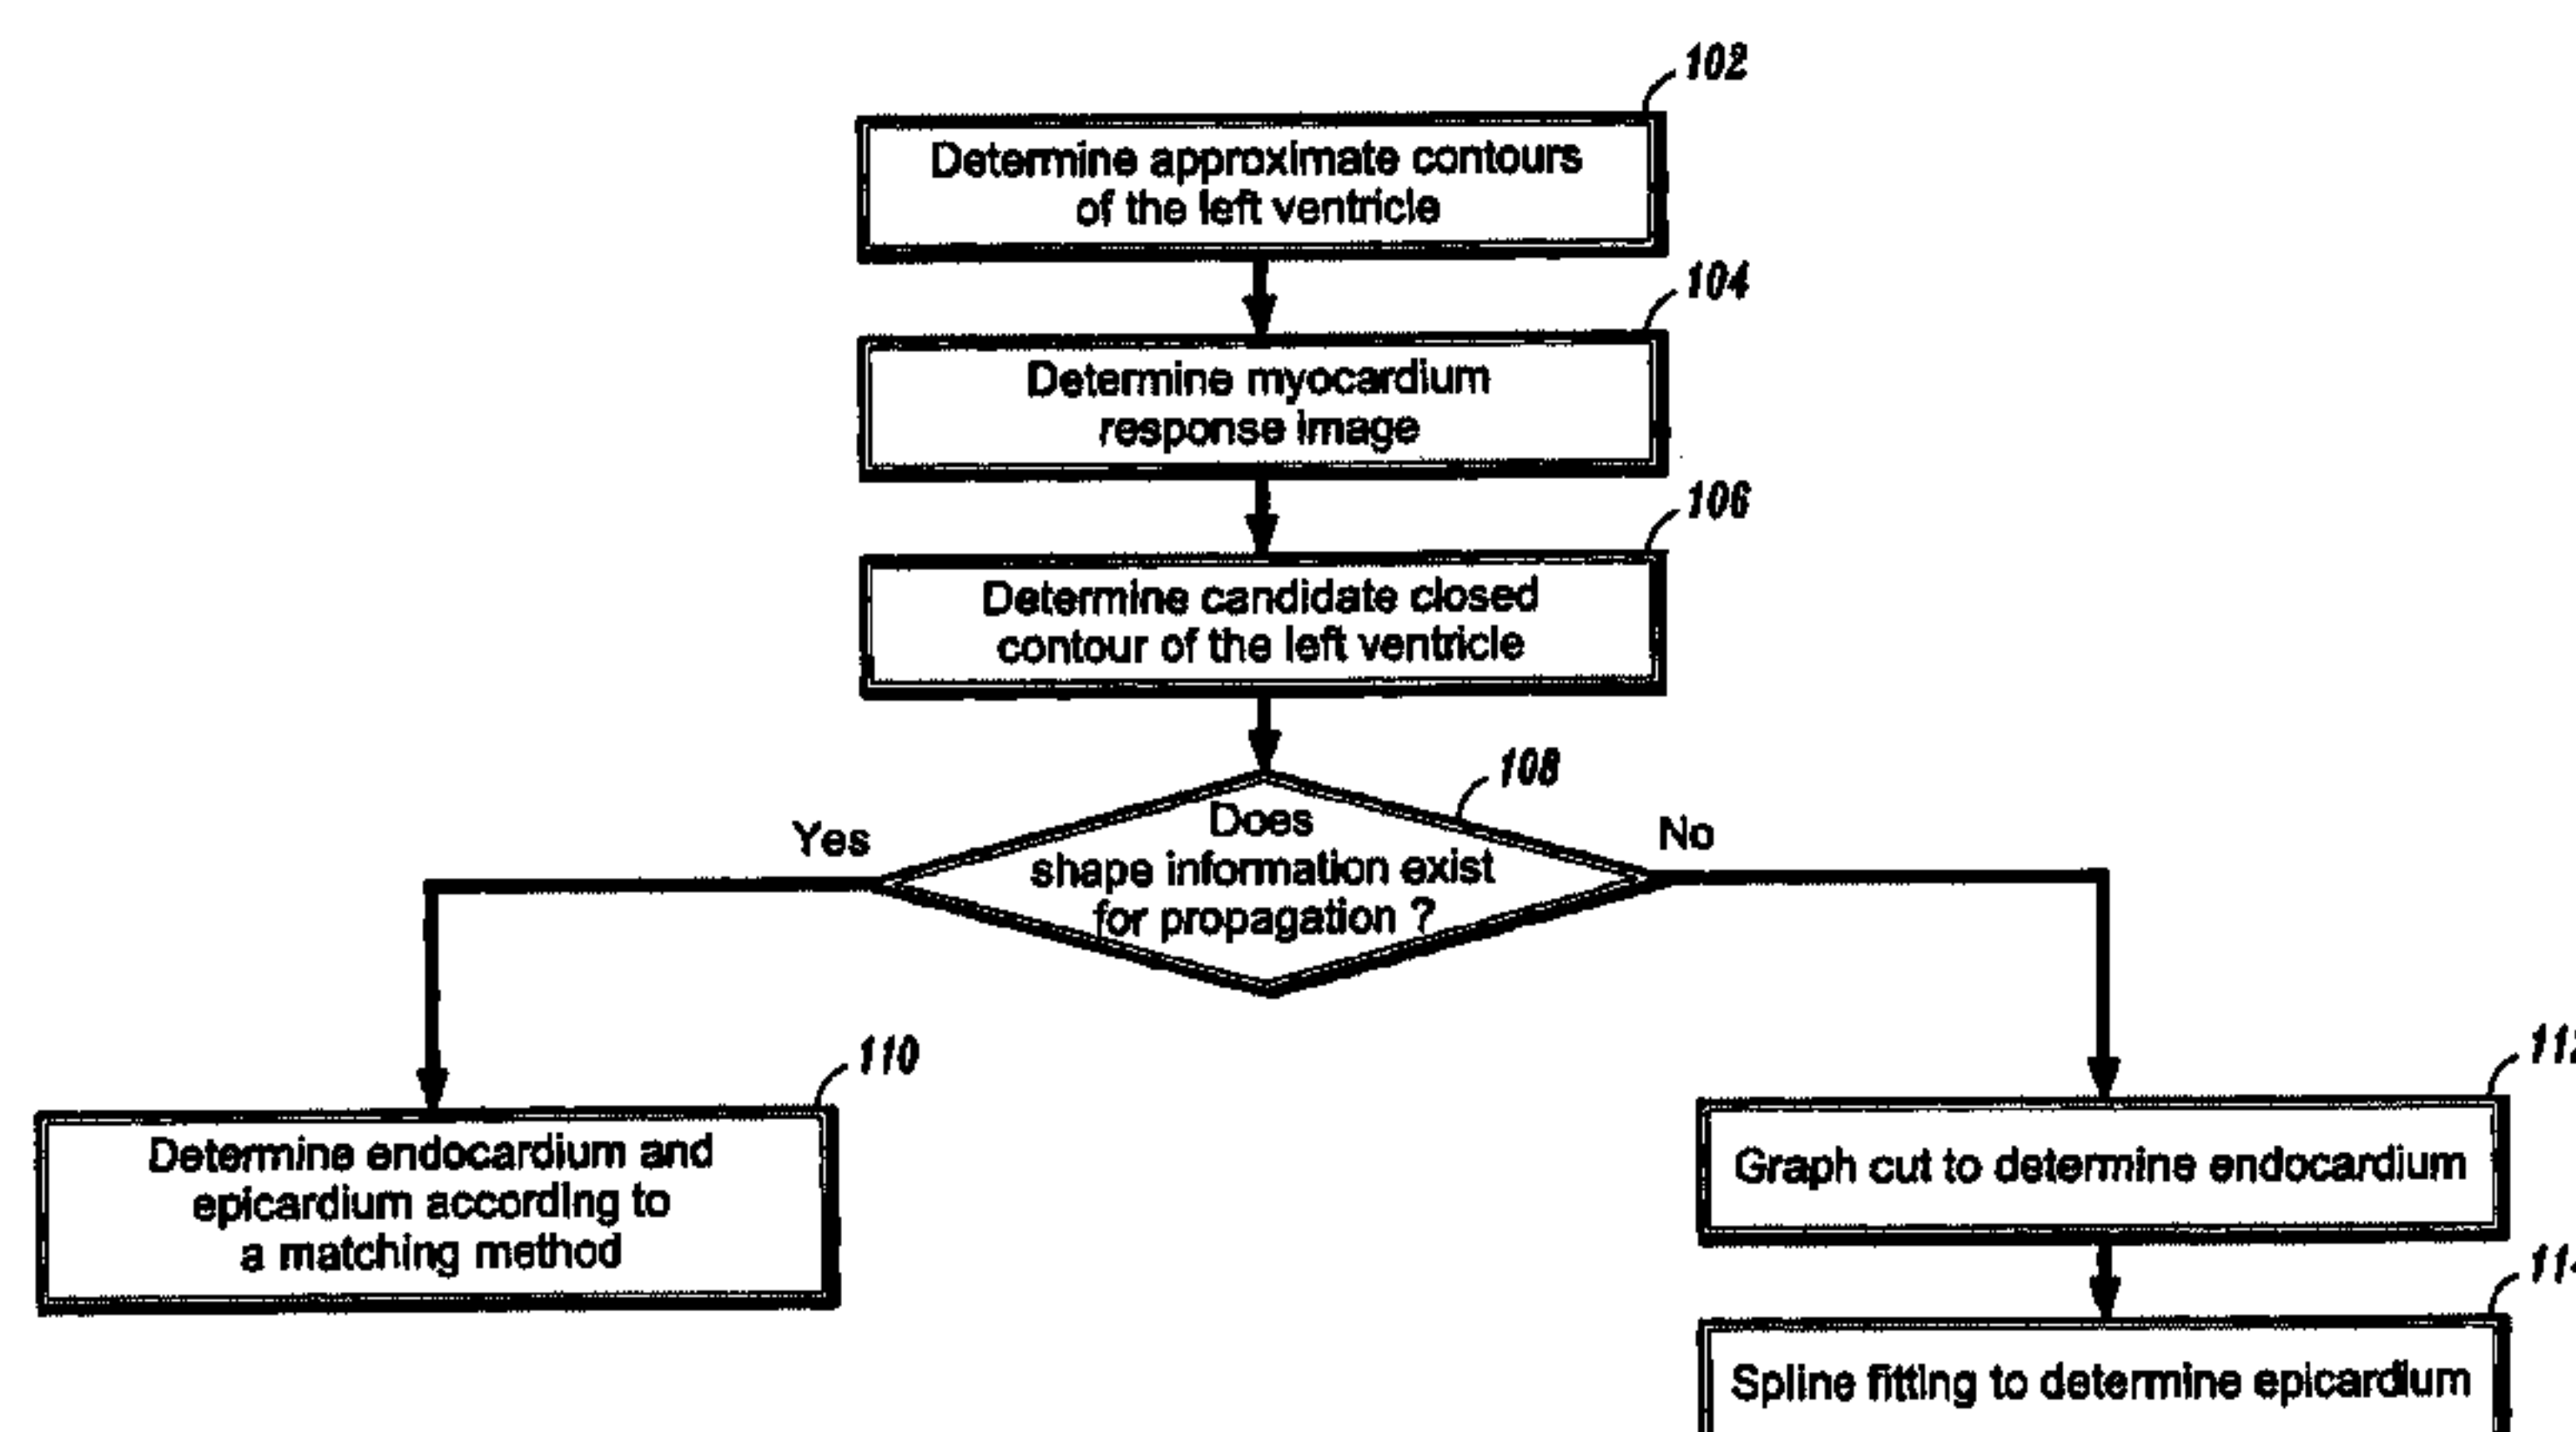 102
Determine approximate contours
of the left ventricle
104
Determine myocardium
response image
106
Determine candidate closed
contour of the left ventricle
108
Does
shape information exist
for propagation ?
Yes
No
110
Determine endocardium and
epicardium according to
a matching method
Graph cut to determine endocardium
Spline fitting to determine epicardium